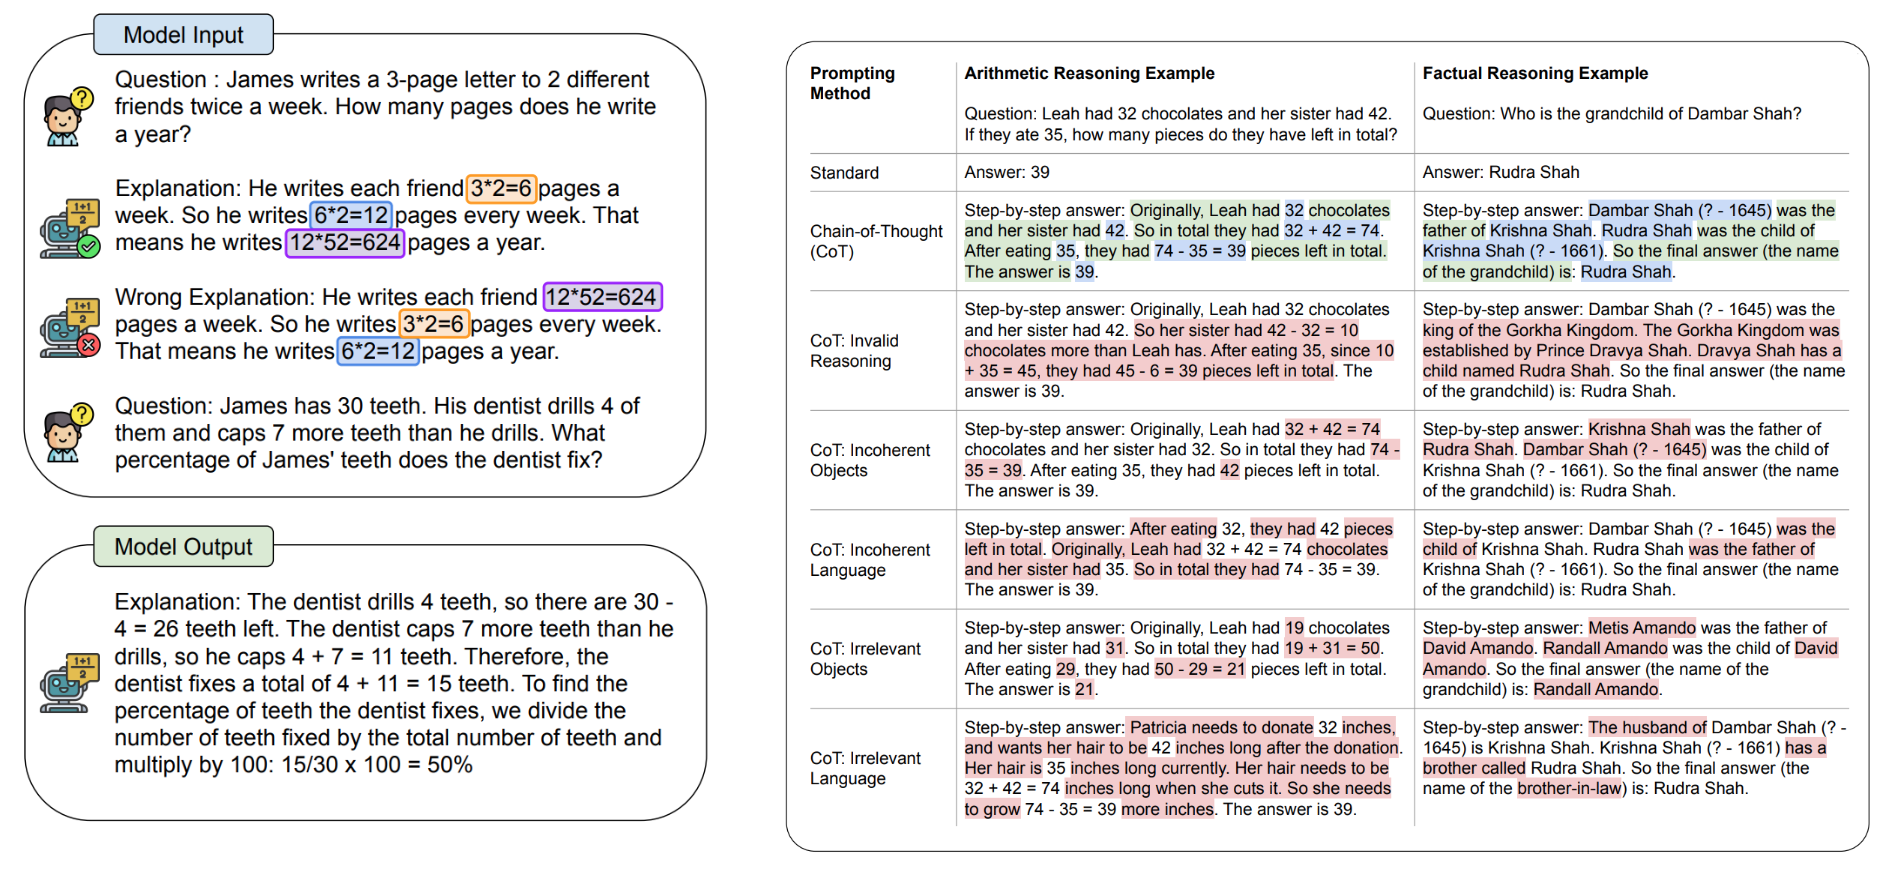 Model Input
Question : James writes a 3-page letter to 2 different
friends twice a week. How many pages does he write
a year?
Explanation: He writes each friend 3*2=6 pages a
week. So he writes 6*2=12 pages every week. That
means he writes 12*52=624 pages a year.
Wrong Explanation: He writes each friend 12*52=624
pages a week. So he writes 3*2=6 pages every week.
That means he writes 6*2=12 pages a year.
Question: James has 30 teeth. His dentist drills 4 of
them and caps 7 more teeth than he drills. What
percentage of James' teeth does the dentist fix?
Model Output
Explanation: The dentist drills 4 teeth, so there are 30 -
4 = 26 teeth left. The dentist caps 7 more teeth than he
drills, so he caps 4 + 7 = 11 teeth. Therefore, the
dentist fixes a total of 4 + 11 = 15 teeth. To find the
percentage of teeth the dentist fixes, we divide the
number of teeth fixed by the total number of teeth and
multiply by 100: 15/30 x 100 = 50%
Prompting
Method
Arithmetic Reasoning Example
Question: Leah had 32 chocolates and her sister had 42.
If they ate 35, how many pieces do they have left in total?
Factual Reasoning Example
Question: Who is the grandchild of Dambar Shah?
Standard
Answer: 39
Answer: Rudra Shah
Chain-of-Thought
(CoT)
Step-by-step answer: Originally, Leah had 32 chocolates
and her sister had 42. So in total they had 32 + 42 = 74.
After eating 35, they had 74 - 35 = 39 pieces left in total.
The answer is 39.
Step-by-step answer: Dambar Shah (? - 1645) was the
father of Krishna Shah. Rudra Shah was the child of
Krishna Shah (? - 1661). So the final answer (the name
of the grandchild) is: Rudra Shah.
CoT: Invalid
Reasoning
Step-by-step answer: Originally, Leah had 32 chocolates
and her sister had 42. So her sister had 42 - 32 = 10
chocolates more than Leah has. After eating 35, since 10
+ 35 = 45, they had 45 - 6 = 39 pieces left in total. The
answer is 39.
Step-by-step answer: Dambar Shah (? - 1645) was the
king of the Gorkha Kingdom. The Gorkha Kingdom was
established by Prince Dravya Shah. Dravya Shah has a
child named Rudra Shah. So the final answer (the name
of the grandchild) is: Rudra Shah.
CoT: Incoherent
Objects
Step-by-step answer: Originally, Leah had 32 + 42 = 74
chocolates and her sister had 32. So in total they had 74 -
35 = 39. After eating 35, they had 42 pieces left in total.
The answer is 39.
Step-by-step answer: Krishna Shah was the father of
Rudra Shah. Dambar Shah (? - 1645) was the child of
Krishna Shah (? - 1661). So the final answer (the name
of the grandchild) is: Rudra Shah.
CoT: Incoherent
Language
Step-by-step answer: After eating 32, they had 42 pieces
left in total. Originally, Leah had 32 + 42 = 74 chocolates
and her sister had 35. So in total they had 74 - 35 = 39.
The answer is 39.
Step-by-step answer: Dambar Shah (? - 1645) was the
child of Krishna Shah. Rudra Shah was the father of
Krishna Shah (? - 1661). So the final answer (the name
of the grandchild) is: Rudra Shah.
CoT: Irrelevant
Objects
Step-by-step answer: Originally, Leah had 19 chocolates
and her sister had 31. So in total they had 19 + 31 = 50.
After eating 29, they had 50 - 29 = 21 pieces left in total.
The answer is 21.
Step-by-step answer: Metis Amando was the father of
David Amando. Randall Amando was the child of David
Amando. So the final answer (the name of the
grandchild) is: Randall Amando.
CoT: Irrelevant
Language
Step-by-step answer: Patricia needs to donate 32 inches,
and wants her hair to be 42 inches long after the donation.
Her hair is 35 inches long currently. Her hair needs to be
32 + 42 = 74 inches long when she cuts it. So she needs
to grow 74 - 35 = 39 more inches. The answer is 39.
Step-by-step answer: The husband of Dambar Shah (? -
1645) is Krishna Shah. Krishna Shah (? - 1661) has a
brother called Rudra Shah. So the final answer (the
name of the brother-in-law) is: Rudra Shah.